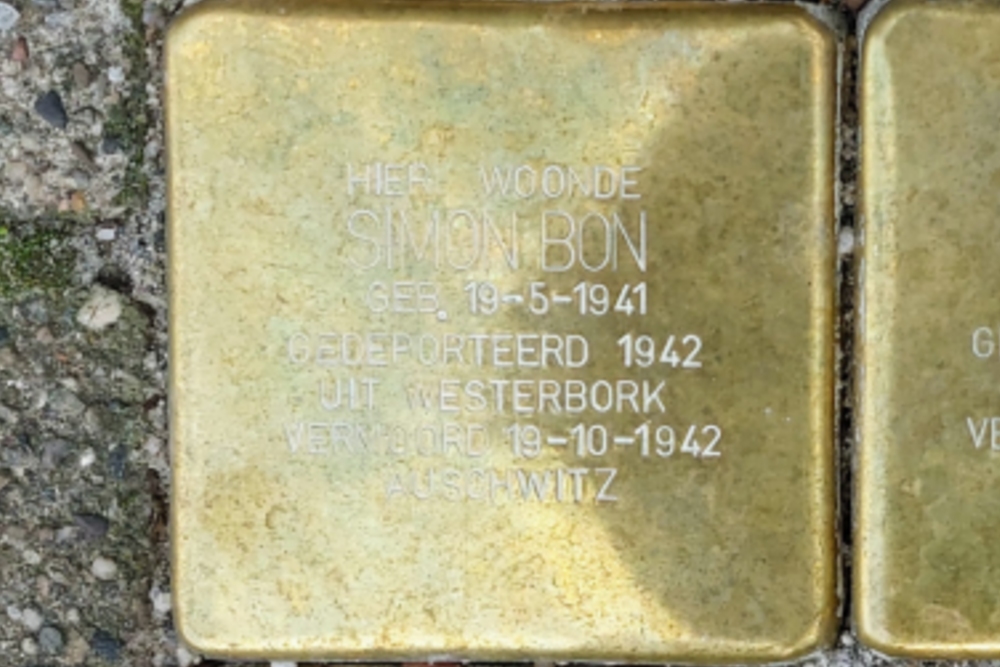 HIER WOONDE
SIMON BON
GEB. 19-5-1941
GEDEPORTEERD 1942
UIT WESTERBORK
VERMOORD 19-10-1942
AUSCHWITZ